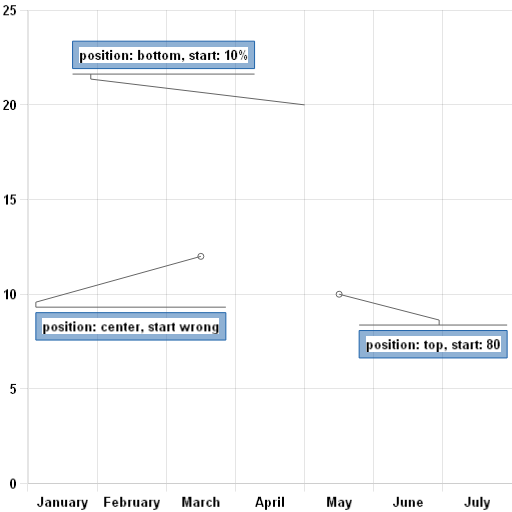 25
position: bottom, start: 10%
20
15
10
position: center, start wrong
position: top, start: 80
5
0
January February March April May June July